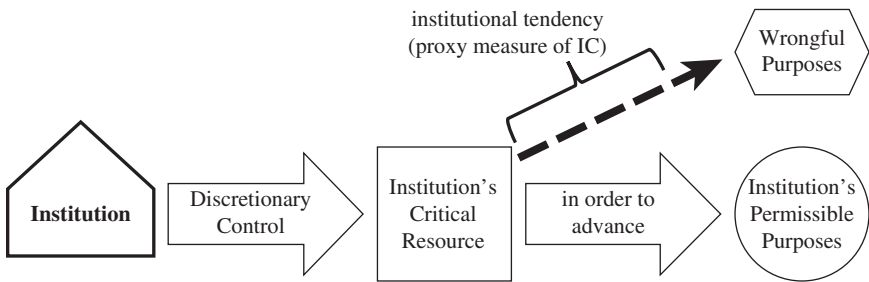 institutional tendency
(proxy measure of IC)
Wrongful
Purposes
Institution
Discretionary
Control
Institution’s
Critical
Resource
in order to
advance
Institution’s
Permissible
Purposes